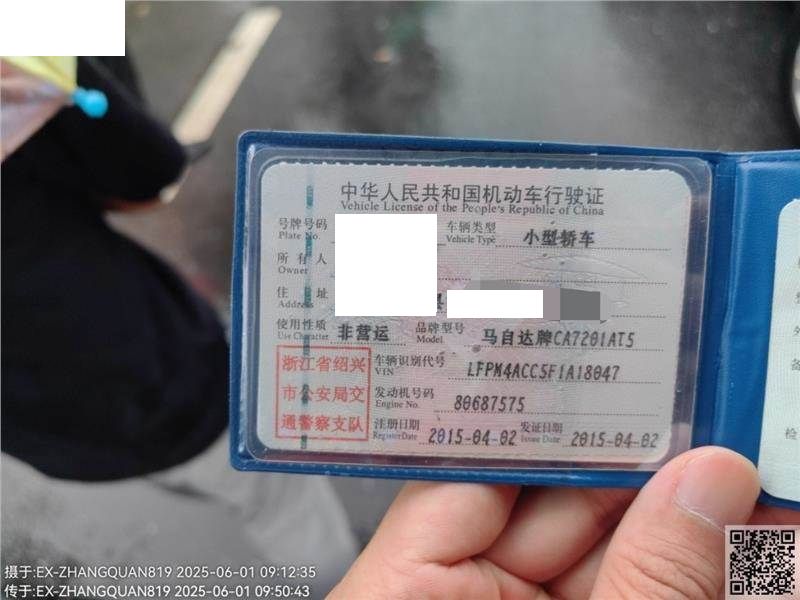 中华人民共和国机动车行驶证
Vehicle License of the People's Republic of China
号牌号码 车辆类型 小型轿车
Plate No. Vehicle Type
所有人
Owner
住址 县
Address
使用性质 非营运 品牌型号 马自达牌CA7201AT5
Use Character Model
浙江省绍兴
市公安局交
通警察支队
车辆识别代号 LFPM4ACC5F1A18047
VIN
发动机号码 80687575
Engine No.
注册日期 2015-04-02 发证日期 2015-04-02
Register Date Issue Date
备
检
摄于:EX-ZHANGQUAN819 2025-06-01 09:12:35
传于:EX-ZHANGQUAN819 2025-06-01 09:50:43